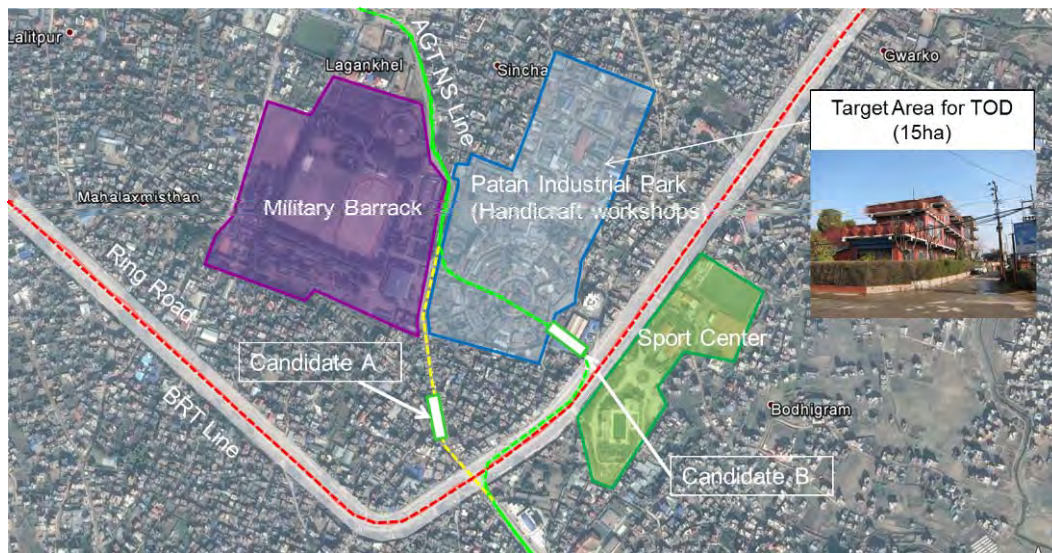 Lalitpur
Lagankhel
AGT NS Line
Gwarko
Target Area for TOD
(15ha)
Mahalaxmisthan
Military Barrack
Patan Industrial Park
(Handicraft workshops)
Ring Road
BRT Line
Candidate A
Sport Center
Bodhigram
Candidate B